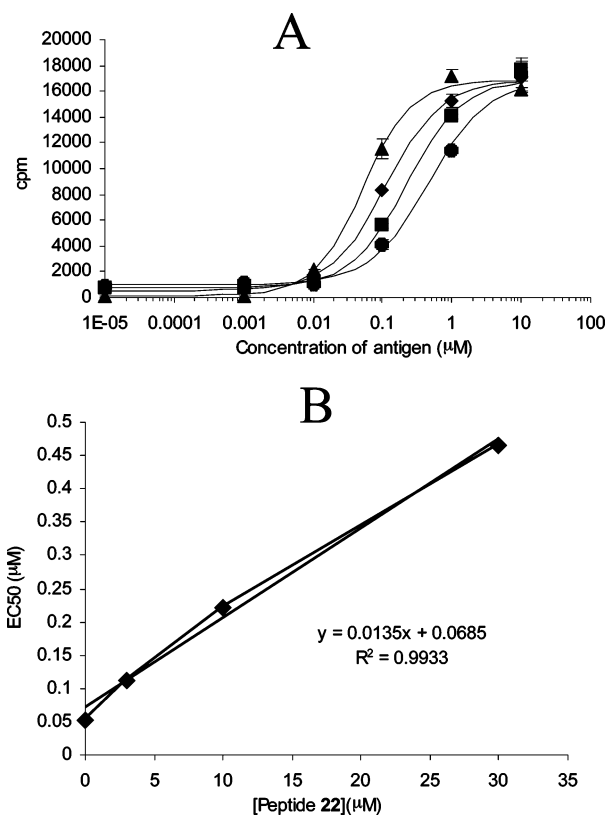 A
20000
18000
16000
14000
12000
10000
8000
6000
4000
2000
0
cpm
1E-05 0.0001 0.001 0.01 0.1 1 10 100
Concentration of antigen (μM)
B
0.5
0.45
0.4
0.35
0.3
0.25
0.2
0.15
0.1
0.05
0
EC50 (μM)
y = 0.0135x + 0.0685
R² = 0.9933
0 5 10 15 20 25 30 35
[Peptide 22](μM)